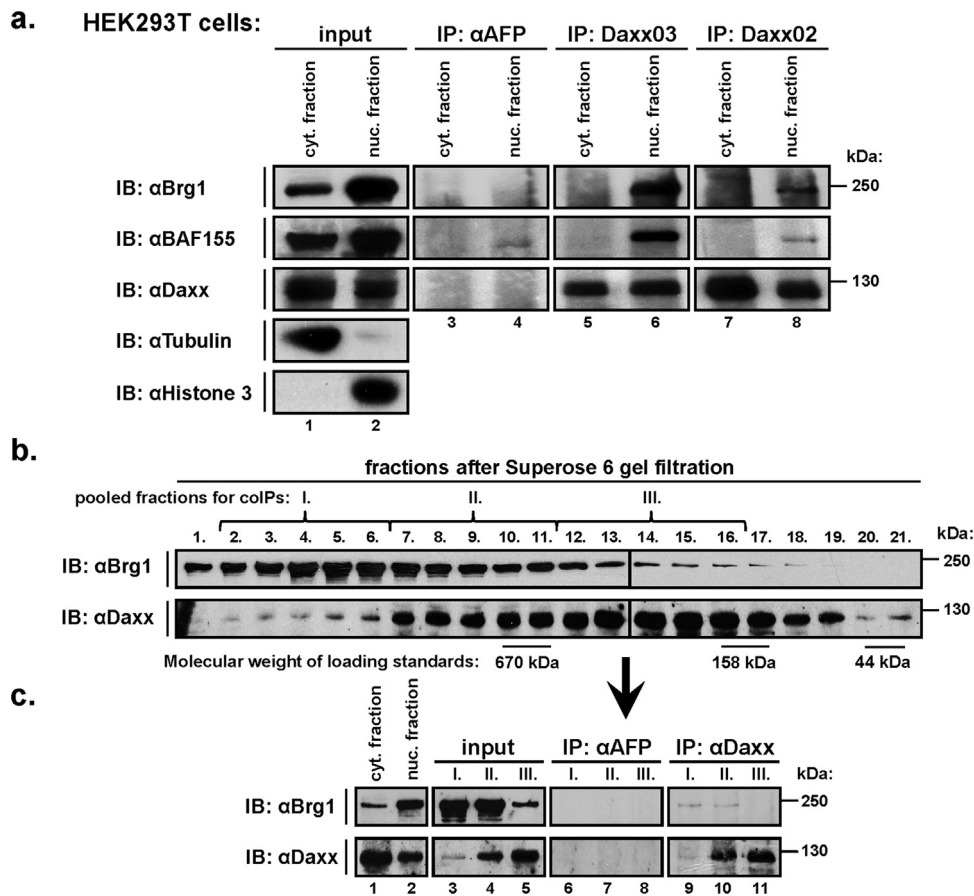 a. HEK293T cells:
input IP: αAFP IP: Daxx03 IP: Daxx02
cyt. fraction nuc. fraction cyt. fraction nuc. fraction cyt. fraction nuc. fraction cyt. fraction nuc. fraction
kDa:
IB: αBrg1 250
IB: αBAF155
IB: αDaxx 130
3 4 5 6 7 8
IB: αTubulin
IB: αHistone 3
1 2
b.
fractions after Superose 6 gel filtration
pooled fractions for coIPs: I. II. III.
1. 2. 3. 4. 5. 6. 7. 8. 9. 10. 11. 12. 13. 14. 15. 16. 17. 18. 19. 20. 21. kDa:
IB: αBrg1 250
IB: αDaxx 130
Molecular weight of loading standards: 670 kDa 158 kDa 44 kDa
c.
cyt. fraction nuc. fraction
input IP: αAFP IP: αDaxx
I. II. III. I. II. III. I. II. III. kDa:
IB: αBrg1 250
IB: αDaxx 130
1 2 3 4 5 6 7 8 9 10 11